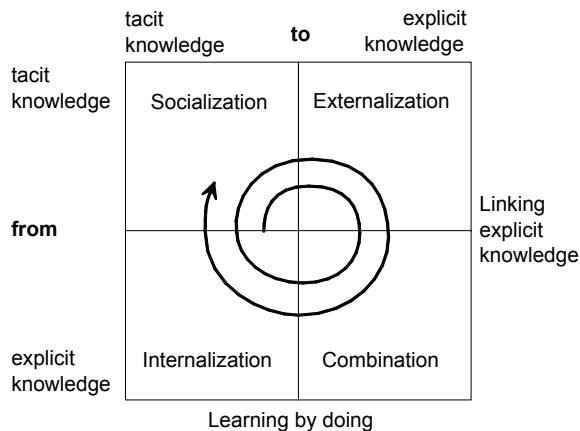 tacit
knowledge
to
explicit
knowledge
tacit
knowledge
Socialization
Externalization
from
Linking
explicit
knowledge
explicit
knowledge
Internalization
Combination
Learning by doing